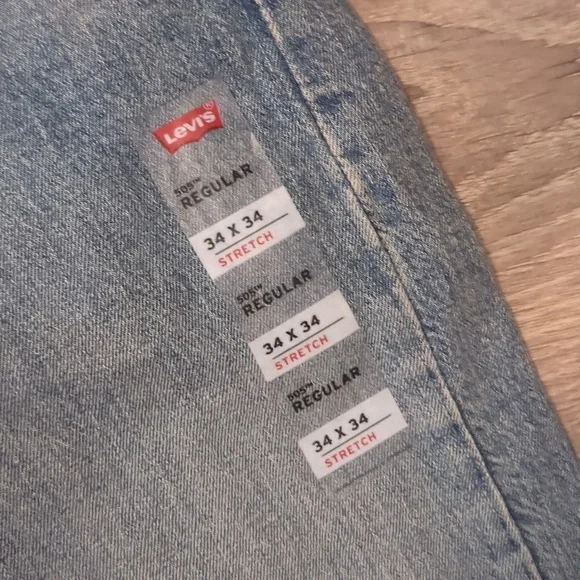 Levi's
505™ REGULAR
34 X 34
STRETCH
505™ REGULAR
34 X 34
STRETCH
505™ REGULAR
34 X 34
STRETCH